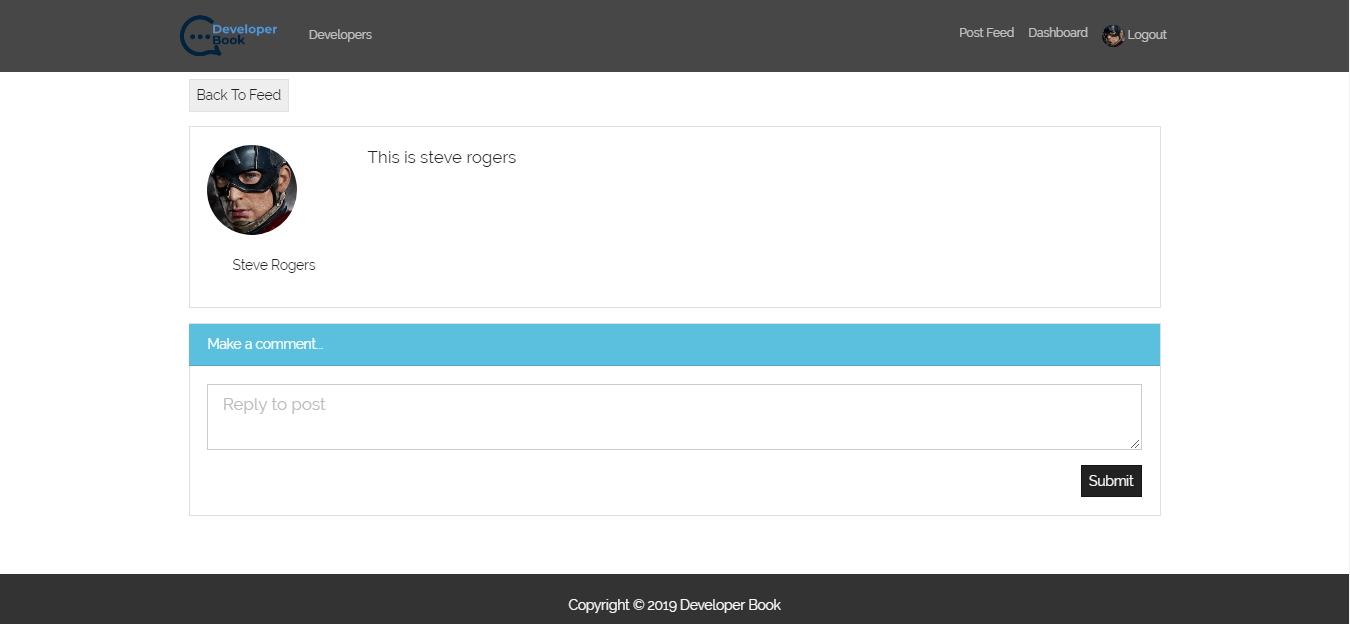 Developer
Book
Developers
Post Feed
Dashboard
Logout
Back To Feed
This is steve rogers
Steve Rogers
Make a comment...
Reply to post
Submit
Copyright © 2019 Developer Book